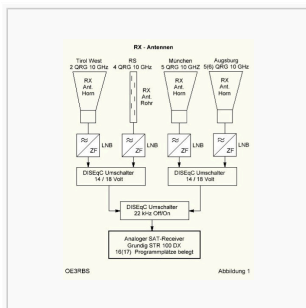 RX - Antennen
Tirol West RS München Augsburg
2 QRG 10 GHz 4 QRG 10 GHz 5 QRG 10 GHZ 5(6) QRG 10 GHz
RX Ant. Horn
RX Ant. Rohr
RX Ant. Horn
RX Ant. Horn
ZF LNB ZF LNB ZF LNB ZF LNB
DISEqC Umschalter DISEqC Umschalter
14 / 18 Volt 14 / 18 Volt
DISEqC Umschalter
22 kHz Off/On
Analoger SAT-Receiver
Grundig STR 100 DX
16(17) Programmplätze belegt
OE3RBS Abbildung 1